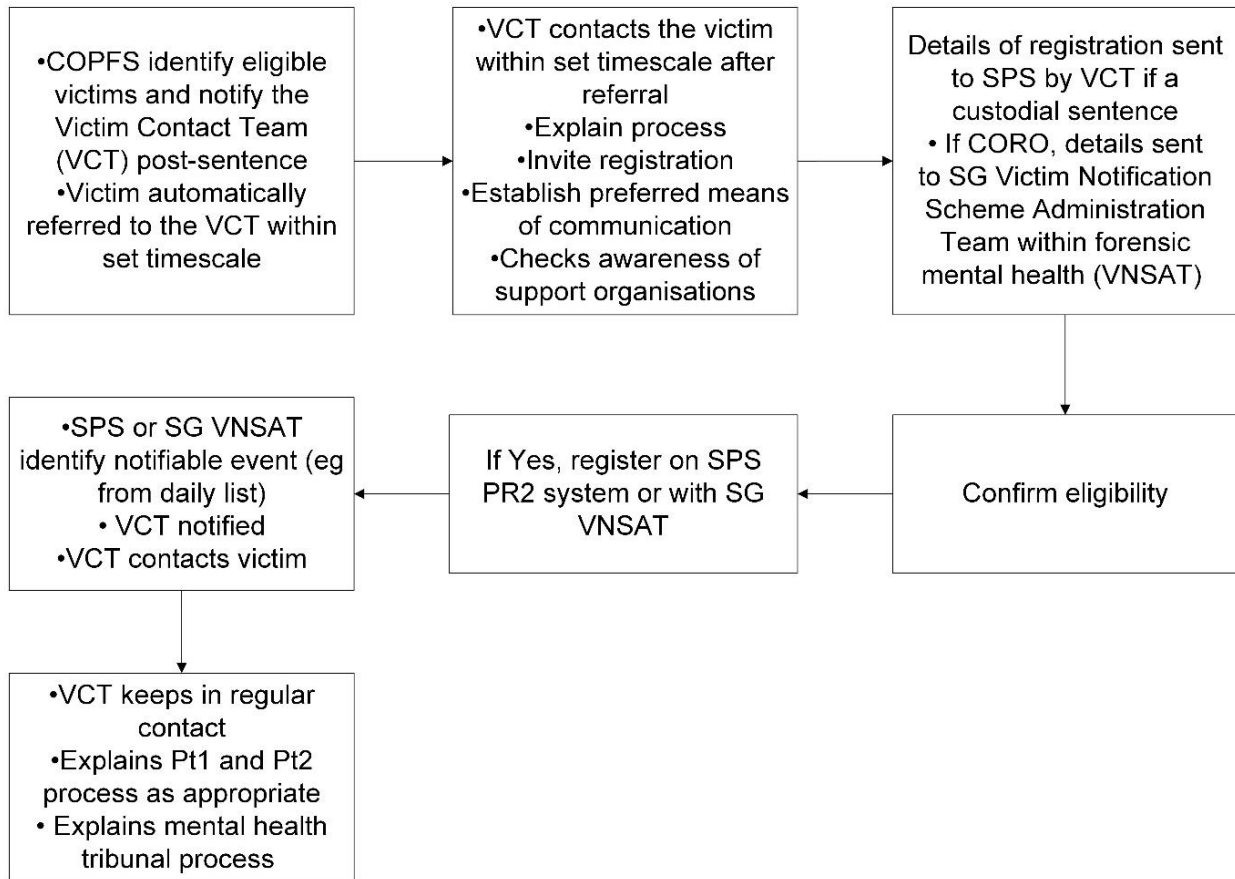 •COPFS identify eligible
victims and notify the
Victim Contact Team
(VCT) post-sentence
•Victim automatically
referred to the VCT within
set timescale
•VCT contacts the victim
within set timescale after
referral
•Explain process
•Invite registration
•Establish preferred means
of communication
•Checks awareness of
support organisations
Details of registration sent
to SPS by VCT if a
custodial sentence
• If CORO, details sent
to SG Victim Notification
Scheme Administration
Team within forensic
mental health (VNSAT)
Confirm eligibility
If Yes, register on SPS
PR2 system or with SG
VNSAT
•SPS or SG VNSAT
identify notifiable event (eg
from daily list)
• VCT notified
•VCT contacts victim
•VCT keeps in regular
contact
•Explains Pt1 and Pt2
process as appropriate
• Explains mental health
tribunal process